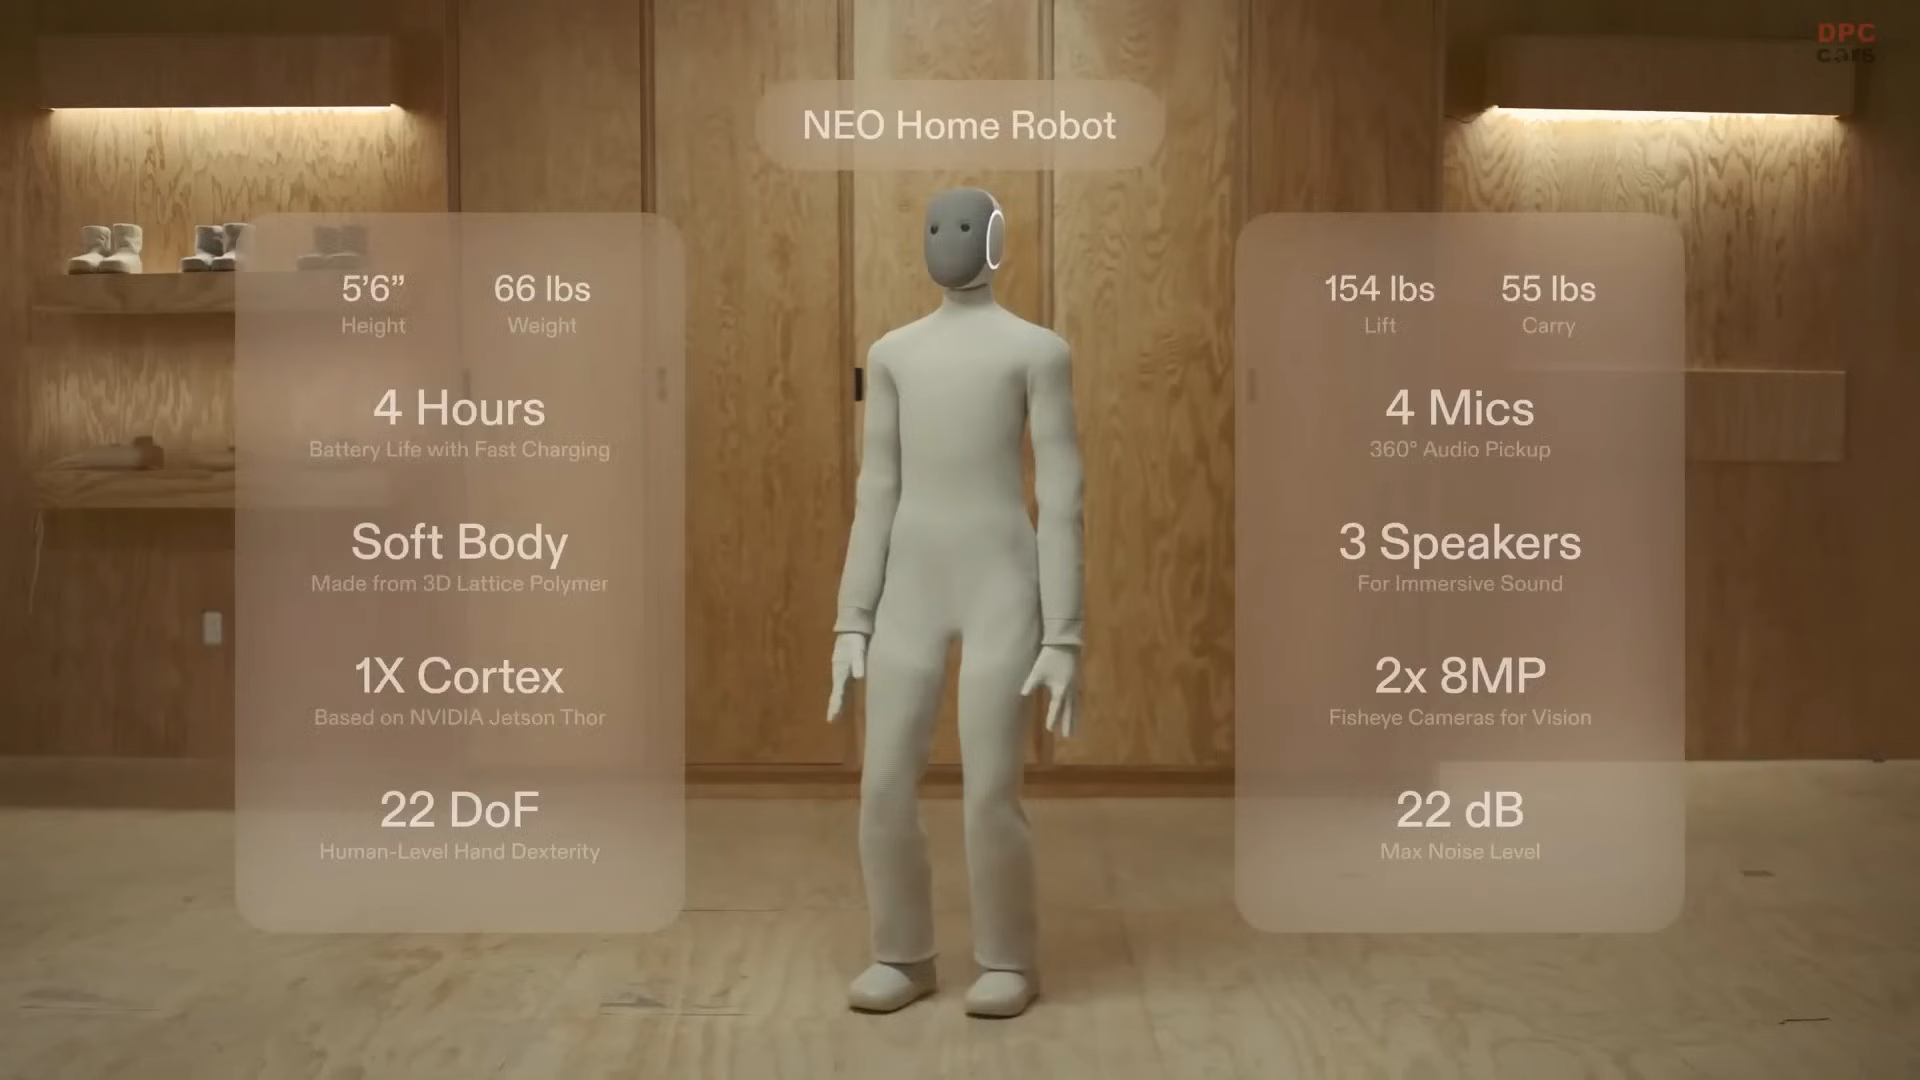 DPC
cars
NEO Home Robot
5’6”
Height
66 lbs
Weight
4 Hours
Battery Life with Fast Charging
Soft Body
Made from 3D Lattice Polymer
1X Cortex
Based on NVIDIA Jetson Thor
22 DoF
Human-Level Hand Dexterity
154 lbs
Lift
55 lbs
Carry
4 Mics
360° Audio Pickup
3 Speakers
For Immersive Sound
2x 8MP
Fisheye Cameras for Vision
22 dB
Max Noise Level